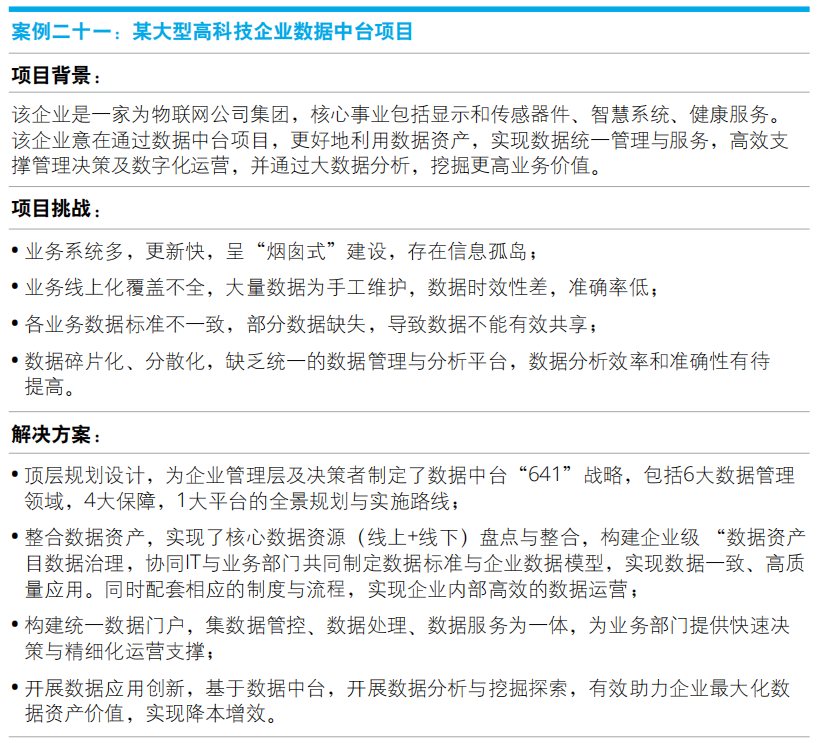 案例二十一：某大型高科技企业数据中台项目
项目背景：
该企业是一家为物联网公司集团，核心事业包括显示和传感器件、智慧系统、健康服务。
该企业意在通过数据中台项目，更好地利用数据资产，实现数据统一管理与服务，高效支
撑管理决策及数字化运营，并通过大数据分析，挖掘更高业务价值。
项目挑战：
• 业务系统多，更新快，呈“烟囱式”建设，存在信息孤岛；
• 业务线上化覆盖不全，大量数据为手工维护，数据时效性差，准确率低；
• 各业务数据标准不一致，部分数据缺失，导致数据不能有效共享；
• 数据碎片化、分散化，缺乏统一的数据管理与分析平台，数据分析效率和准确性有待
提高。
解决方案：
• 顶层规划设计，为企业管理层及决策者制定了数据中台“641”战略，包括6大数据管理
领域，4大保障，1大平台的全景规划与实施路线；
• 整合数据资产，实现了核心数据资源（线上+线下）盘点与整合，构建企业级 “数据资产
目数据治理，协同IT与业务部门共同制定数据标准与企业数据模型，实现数据一致、高质
量应用。同时配套相应的制度与流程，实现企业内部高效的数据运营；
• 构建统一数据门户，集数据管控、数据处理、数据服务为一体，为业务部门提供快速决
策与精细化运营支撑；
• 开展数据应用创新，基于数据中台，开展数据分析与挖掘探索，有效助力企业最大化数
据资产价值，实现降本增效。